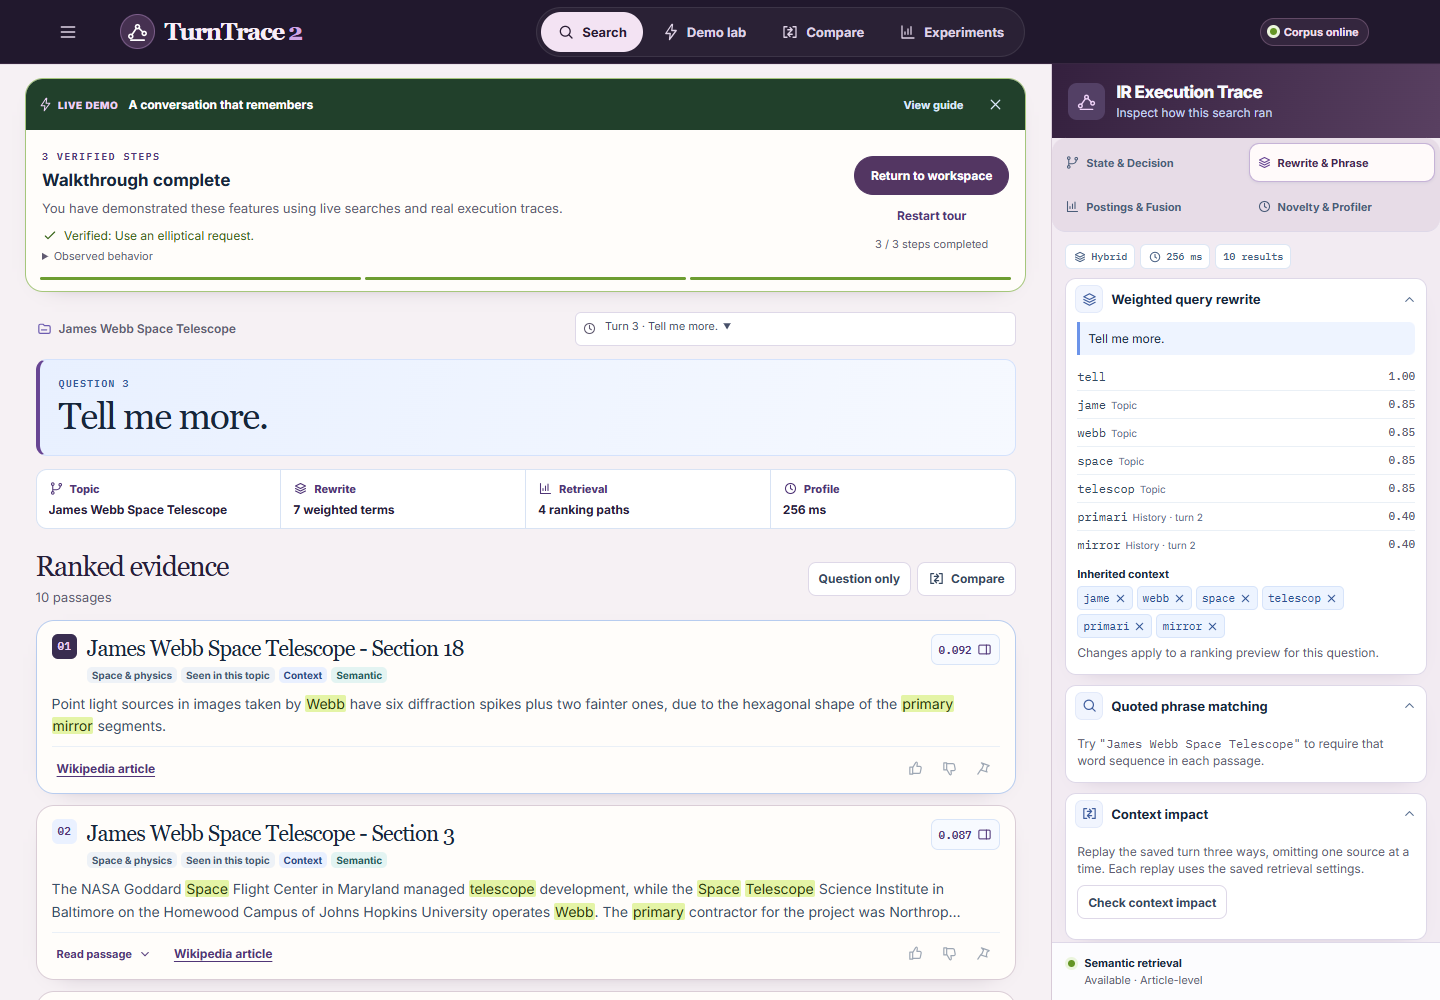 TurnTrace 2
Search
Demo lab
Compare
Experiments
Corpus online
LIVE DEMO A conversation that remembers
View guide
3 VERIFIED STEPS
Walkthrough complete
You have demonstrated these features using live searches and real execution traces.
Verified: Use an elliptical request.
Observed behavior
Return to workspace
Restart tour
3 / 3 steps completed
James Webb Space Telescope
Turn 3 · Tell me more.
QUESTION 3
Tell me more.
Topic
James Webb Space Telescope
Rewrite
7 weighted terms
Retrieval
4 ranking paths
Profile
256 ms
Ranked evidence
10 passages
Question only
Compare
01
James Webb Space Telescope - Section 18
0.092
Space & physics
Seen in this topic
Context
Semantic
Point light sources in images taken by Webb have six diffraction spikes plus two fainter ones, due to the hexagonal shape of the primary
mirror segments.
Wikipedia article
02
James Webb Space Telescope - Section 3
0.087
Space & physics
Seen in this topic
Context
Semantic
The NASA Goddard Space Flight Center in Maryland managed telescope development, while the Space Telescope Science Institute in
Baltimore on the Homewood Campus of Johns Hopkins University operates Webb. The primary contractor for the project was Northrop...
Read passage
Wikipedia article
IR Execution Trace
Inspect how this search ran
State & Decision
Rewrite & Phrase
Postings & Fusion
Novelty & Profiler
Hybrid
256 ms
10 results
Weighted query rewrite
Tell me more.
tell 1.00
jame Topic 0.85
webb Topic 0.85
space Topic 0.85
telescop Topic 0.85
primari History · turn 2 0.40
mirror History · turn 2 0.40
Inherited context
jame
webb
space
telescop
primari
mirror
Changes apply to a ranking preview for this question.
Quoted phrase matching
Try "James Webb Space Telescope" to require that
word sequence in each passage.
Context impact
Replay the saved turn three ways, omitting one source at a
time. Each replay uses the saved retrieval settings.
Check context impact
Semantic retrieval
Available · Article-level